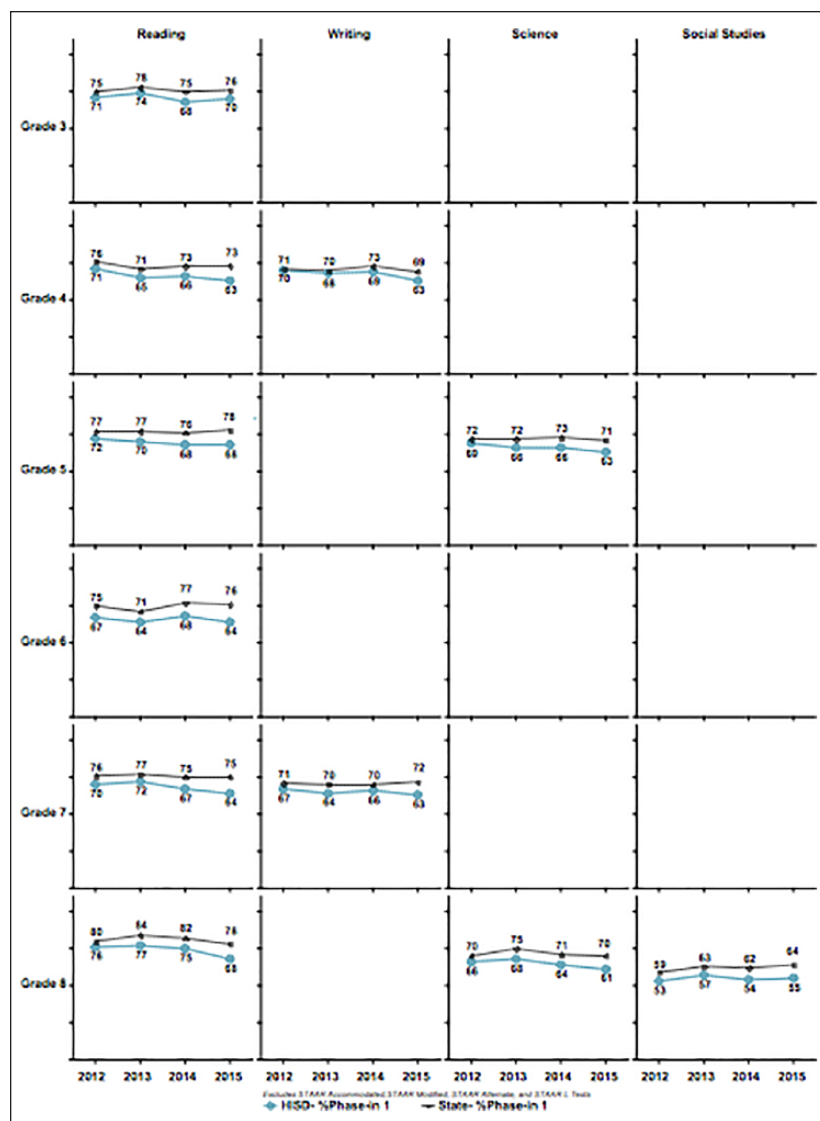 Reading Writing Science Social Studies
75 78 75 76
71 74 68 70
Grade 3
76 71 73 73 71 70 73 69
71 65 66 63 70 68 69 63
Grade 4
77 77 76 78 72 72 73 71
72 70 68 68 69 66 66 63
Grade 5
75 71 77 76
67 64 68 64
Grade 6
76 77 75 75 71 70 70 72
70 72 67 64 67 64 66 63
Grade 7
80 84 82 78 70 75 71 70 59 63 62 64
76 77 75 68 66 68 64 61 53 57 54 55
Grade 8
2012 2013 2014 2015 2012 2013 2014 2015 2012 2013 2014 2015 2012 2013 2014 2015
Excludes STAAR Accommodated, STAAR Modified, STAAR Alternate, and STAAR L Tests
HISD- %Phase-in 1 State- %Phase-in 1